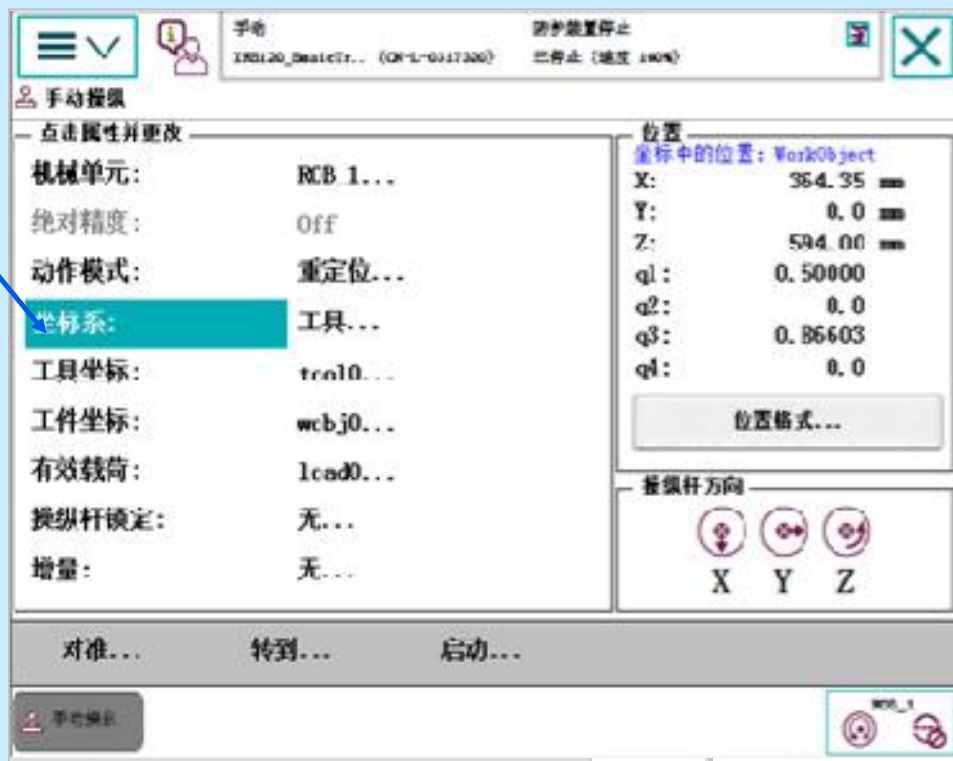 手动
防护装置停止
已停止 (速度 100%)
手动操纵
点击属性并更改
机械单元: ROB_1...
绝对精度: Off
动作模式: 重定位...
坐标系: 工具...
工具坐标: tool0...
工件坐标: wobj0...
有效载荷: load0...
操纵杆锁定: 无...
增量: 无...
位置
坐标中的位置: WorkObject
X: 364.35 mm
Y: 0.0 mm
Z: 594.00 mm
q1: 0.50000
q2: 0.0
q3: 0.86603
q4: 0.0
位置格式...
操纵杆方向
X Y Z
对准... 转到... 启动...
手动操纵
ROB_1